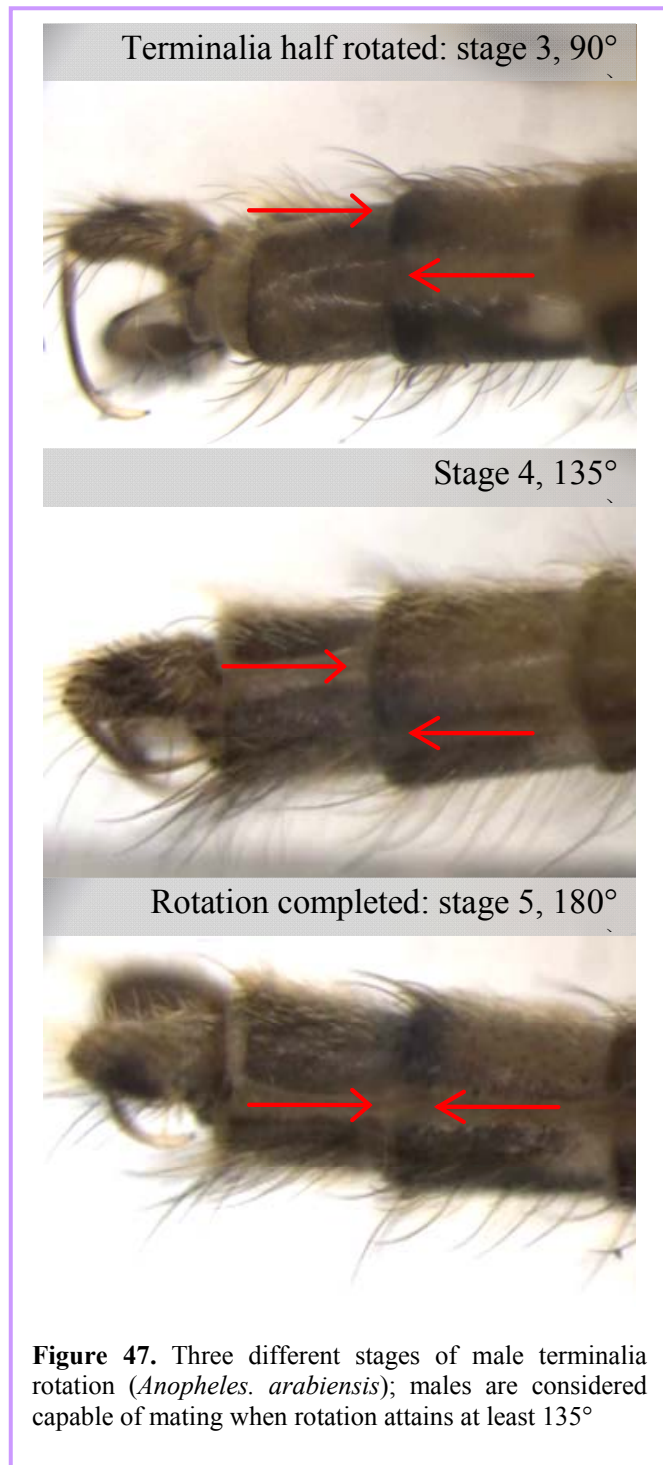 Terminalia half rotated: stage 3, 90°
Stage 4, 135°
Rotation completed: stage 5, 180°
Figure 47. Three different stages of male terminalia
rotation (Anopheles. arabiensis); males are considered
capable of mating when rotation attains at least 135°